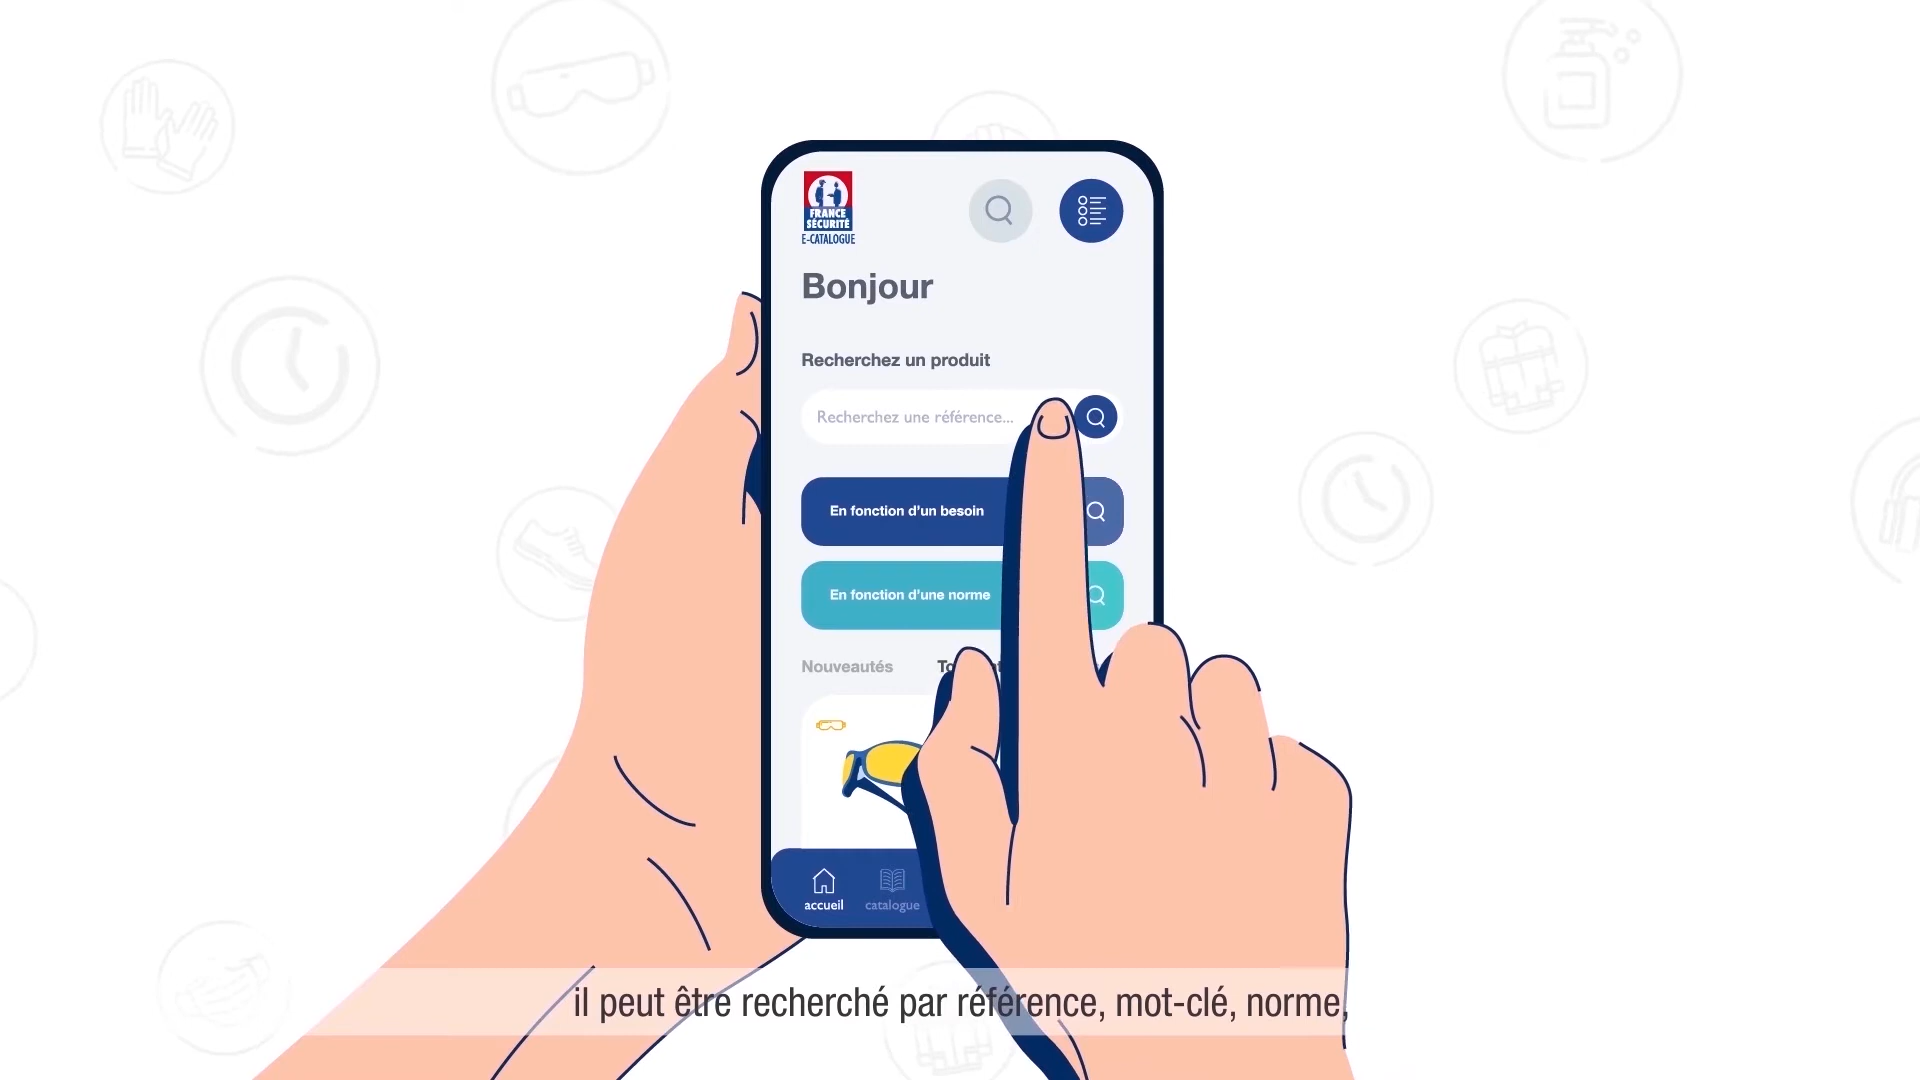 FRANCE
SÉCURITÉ
E-CATALOGUE
Bonjour
Recherchez un produit
Recherchez une référence...
En fonction d'un besoin
En fonction d'une norme
Nouveautés
accueil
catalogue
il peut être recherché par référence, mot-clé, norme,